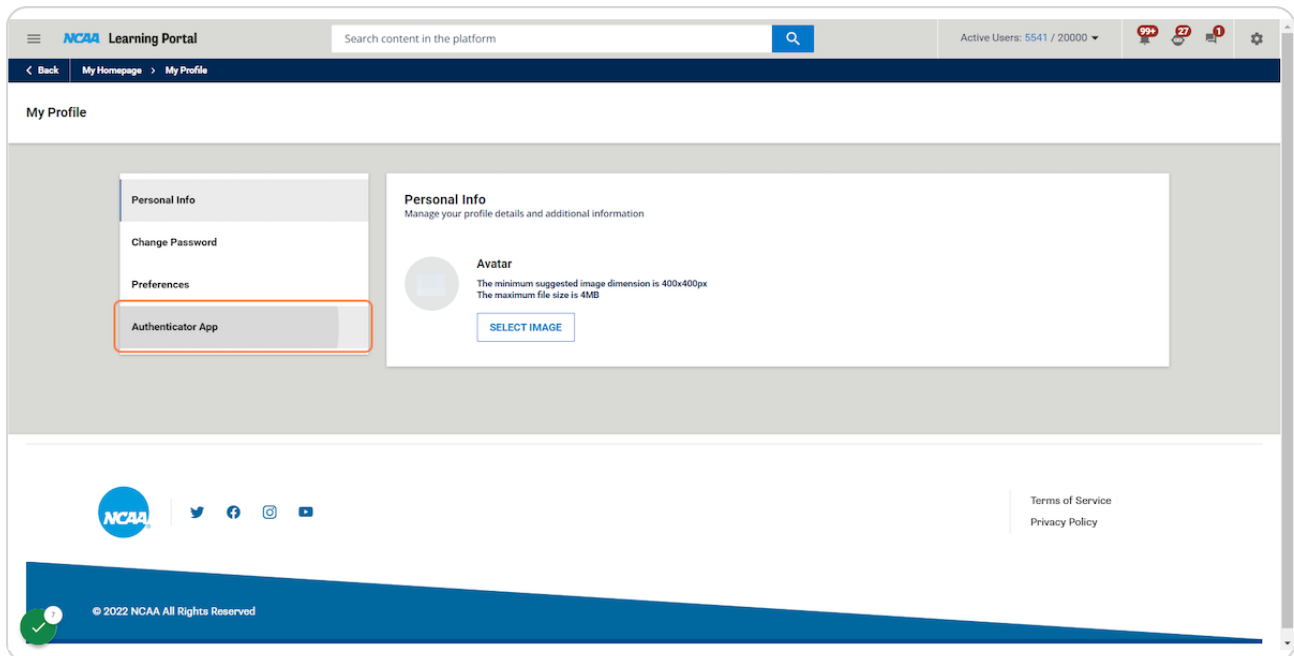 NCAA Learning Portal
Search content in the platform
Active Users: 5541 / 20000
99+
27
1
Back
My Homepage > My Profile
My Profile
Personal Info
Change Password
Preferences
Authenticator App
Personal Info
Manage your profile details and additional information
Avatar
The minimum suggested image dimension is 400x400px
The maximum file size is 4MB
SELECT IMAGE
NCAA
Terms of Service
Privacy Policy
© 2022 NCAA All Rights Reserved
7